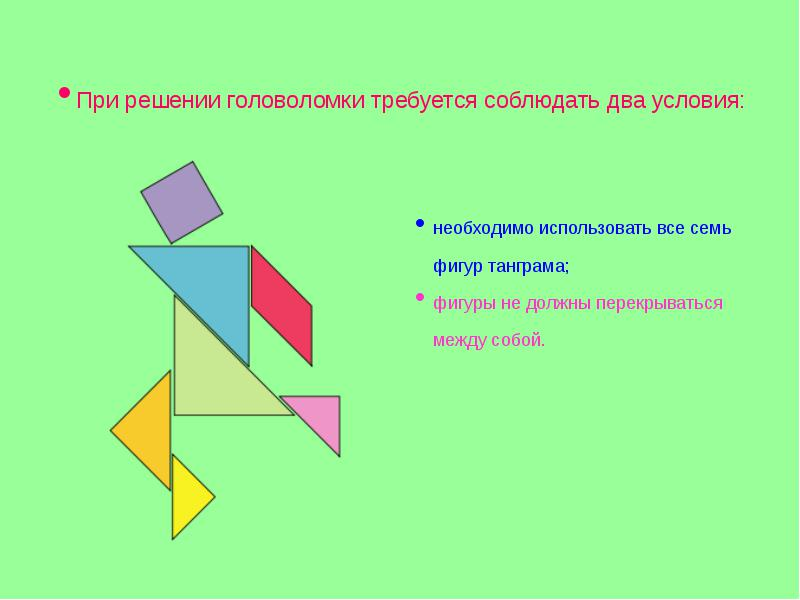 • При решении головоломки требуется соблюдать два условия:
• необходимо использовать все семь
фигур танграма;
• фигуры не должны перекрываться
между собой.